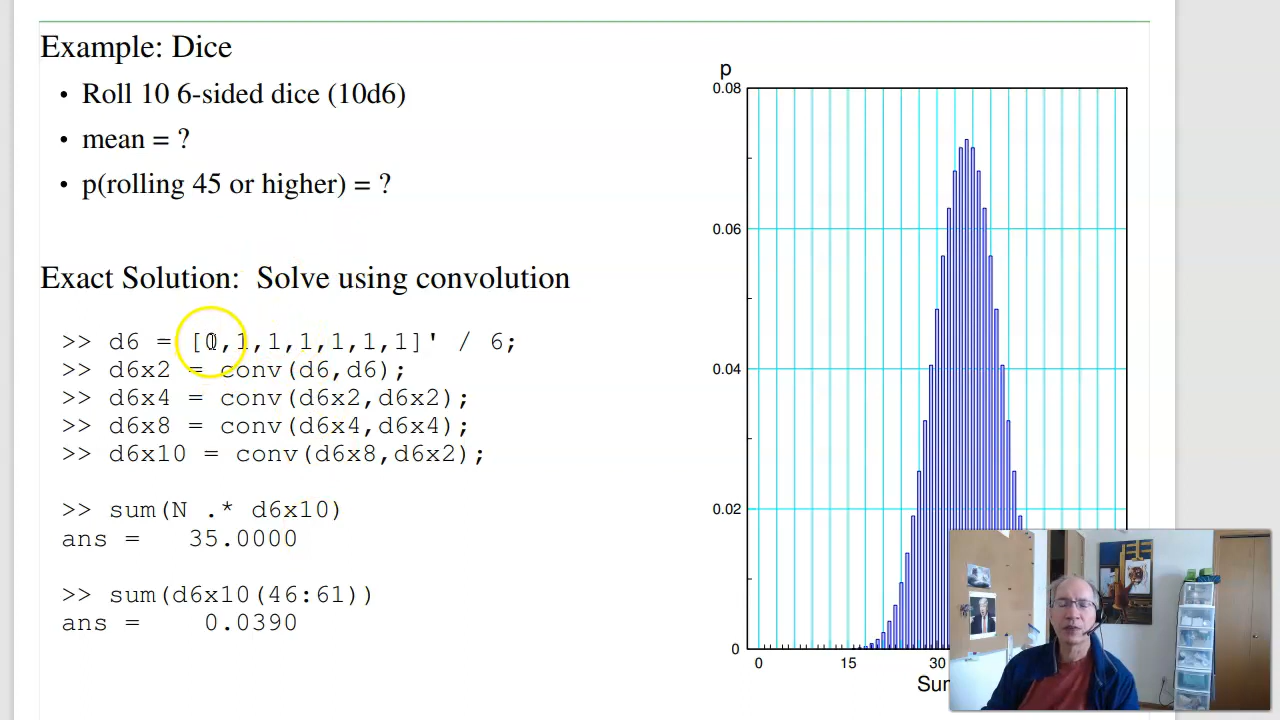 Example: Dice
• Roll 10 6-sided dice (10d6)
• mean = ?
• p(rolling 45 or higher) = ?
Exact Solution: Solve using convolution
>> d6 = [0,1,1,1,1,1,1]' / 6;
>> d6x2 = conv(d6,d6);
>> d6x4 = conv(d6x2,d6x2);
>> d6x8 = conv(d6x4,d6x4);
>> d6x10 = conv(d6x8,d6x2);
>> sum(N .* d6x10)
ans = 35.0000
>> sum(d6x10(46:61))
ans = 0.0390
p
0.08
0.06
0.04
0.02
0
0 15 30